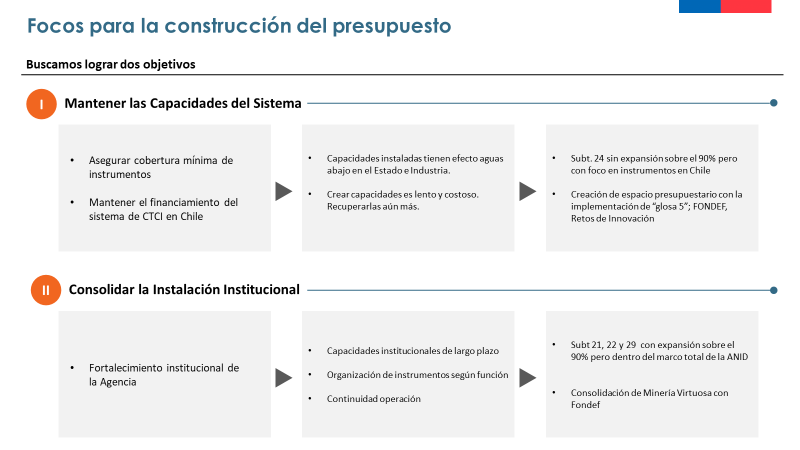 Focos para la construcción del presupuesto
Buscamos lograr dos objetivos
I
Mantener las Capacidades del Sistema
• Asegurar cobertura mínima de
instrumentos
• Mantener el financiamiento del
sistema de CTCI en Chile
• Capacidades instaladas tienen efecto aguas
abajo en el Estado e Industria.
• Crear capacidades es lento y costoso.
Recuperarlas aún más.
• Subt. 24 sin expansión sobre el 90% pero
con foco en instrumentos en Chile
• Creación de espacio presupuestario con la
implementación de "glosa 5"; FONDEF,
Retos de Innovación
II
Consolidar la Instalación Institucional
• Fortalecimiento institucional de
la Agencia
• Capacidades institucionales de largo plazo
• Organización de instrumentos según función
• Continuidad operación
• Subt 21, 22 y 29 con expansión sobre el
90% pero dentro del marco total de la ANID
• Consolidación de Minería Virtuosa con
Fondef